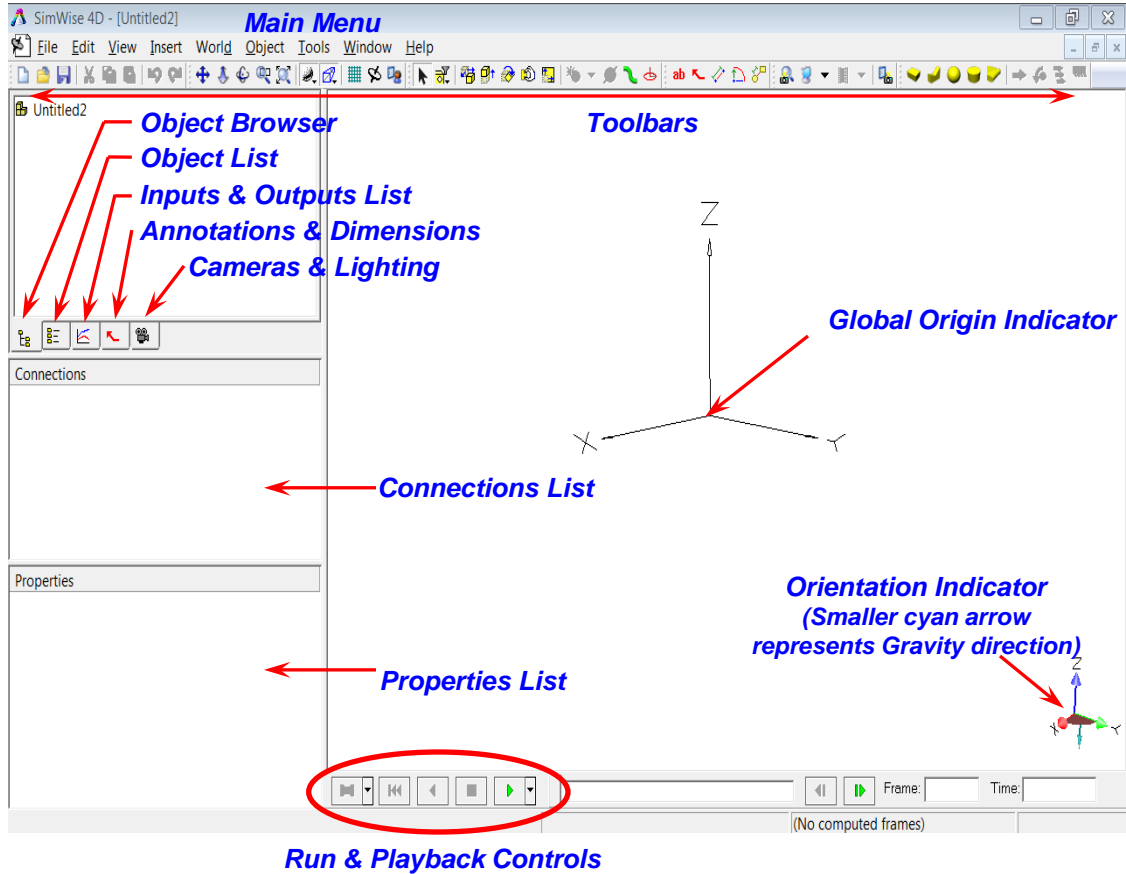 SimWise 4D - [Untitled2]
Main Menu
File Edit View Insert World Object Tools Window Help
ab
Untitled2
Object Browser
Toolbars
Object List
Inputs & Outputs List
Annotations & Dimensions
Cameras & Lighting
Z
Global Origin Indicator
X
Y
Connections
Connections List
Properties
Orientation Indicator
(Smaller cyan arrow
represents Gravity direction)
Properties List
Z
X
Y
Frame:
Time:
(No computed frames)
Run & Playback Controls